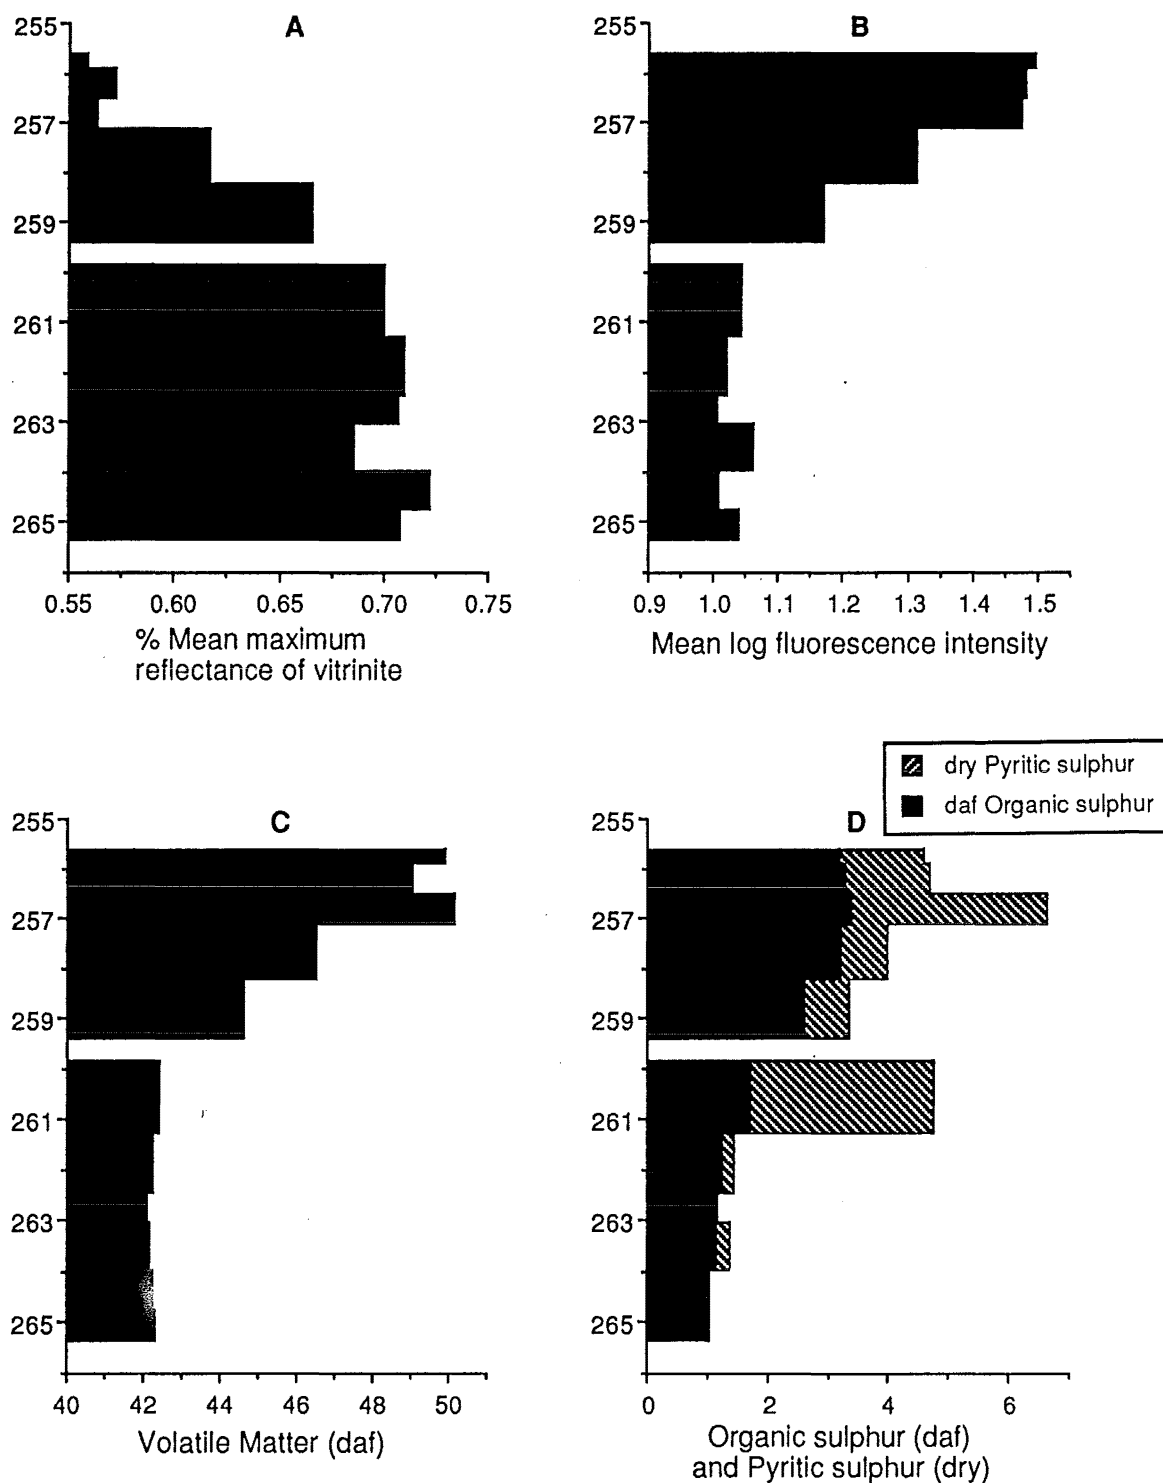 A
255
257
259
261
263
265
0.55 0.60 0.65 0.70 0.75
% Mean maximum
reflectance of vitrinite
B
255
257
259
261
263
265
0.9 1.0 1.1 1.2 1.3 1.4 1.5
Mean log fluorescence intensity
C
255
257
259
261
263
265
40 42 44 46 48 50
Volatile Matter (daf)
dry Pyritic sulphur
daf Organic sulphur
D
255
257
259
261
263
265
0 2 4 6
Organic sulphur (daf)
and Pyritic sulphur (dry)